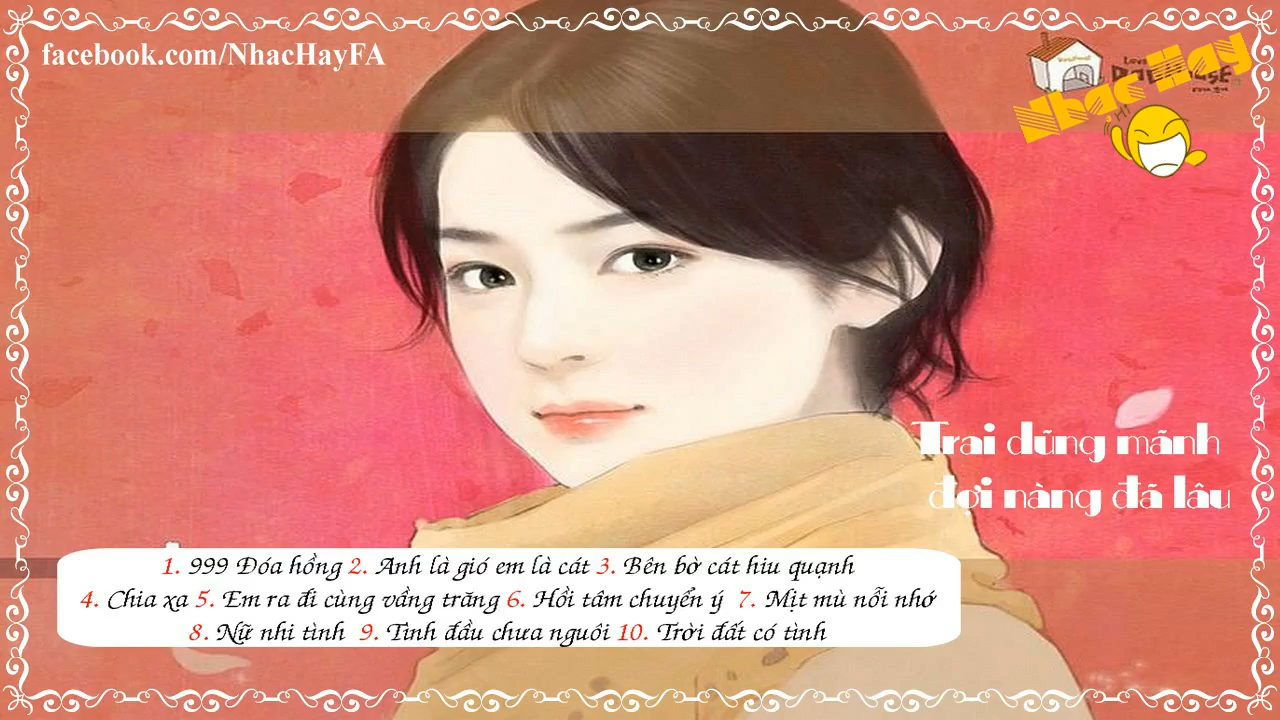 facebook.com/NhacHayFA
Nhạc Hay
Trai dũng mãnh
đợi nàng đã lâu
1. 999 Đóa hồng 2. Anh là gió em là cát 3. Bên bờ cát hiu quạnh
4. Chia xa 5. Em ra đi cùng vầng trăng 6. Hồi tâm chuyển ý 7. Mịt mù nỗi nhớ
8. Nữ nhi tình 9. Tình đầu chưa nguôi 10. Trời đất có tình